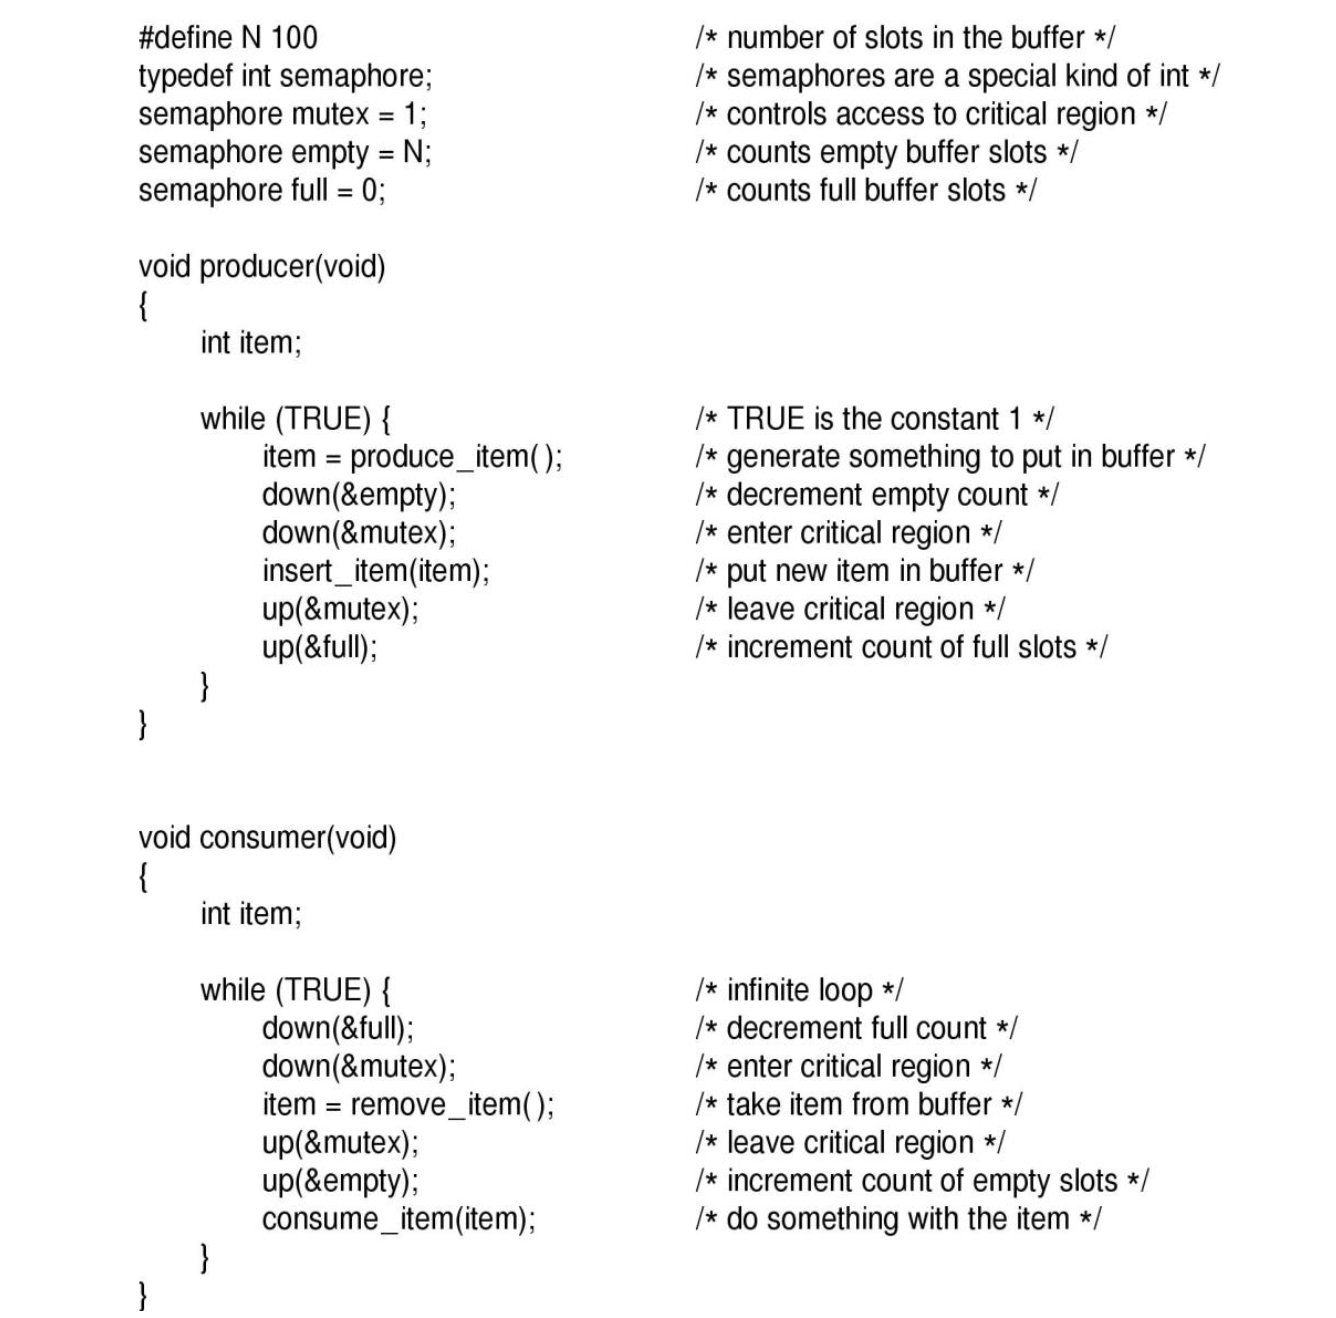 #define N 100 /* number of slots in the buffer */
typedef int semaphore; /* semaphores are a special kind of int */
semaphore mutex = 1; /* controls access to critical region */
semaphore empty = N; /* counts empty buffer slots */
semaphore full = 0; /* counts full buffer slots */
void producer(void)
{
int item;
while (TRUE) { /* TRUE is the constant 1 */
item = produce_item( ); /* generate something to put in buffer */
down(&empty); /* decrement empty count */
down(&mutex); /* enter critical region */
insert_item(item); /* put new item in buffer */
up(&mutex); /* leave critical region */
up(&full); /* increment count of full slots */
}
}
void consumer(void)
{
int item;
while (TRUE) { /* infinite loop */
down(&full); /* decrement full count */
down(&mutex); /* enter critical region */
item = remove_item( ); /* take item from buffer */
up(&mutex); /* leave critical region */
up(&empty); /* increment count of empty slots */
consume_item(item); /* do something with the item */
}
}